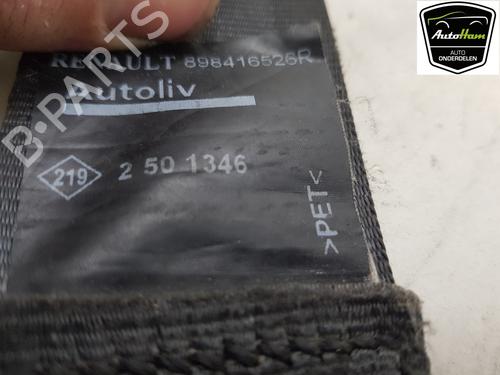 RENAULT 898416526R
Autoliv
219 2 50 1346
>PET<
B-PARTS
AutoHam
AUTO
ONDERDELEN